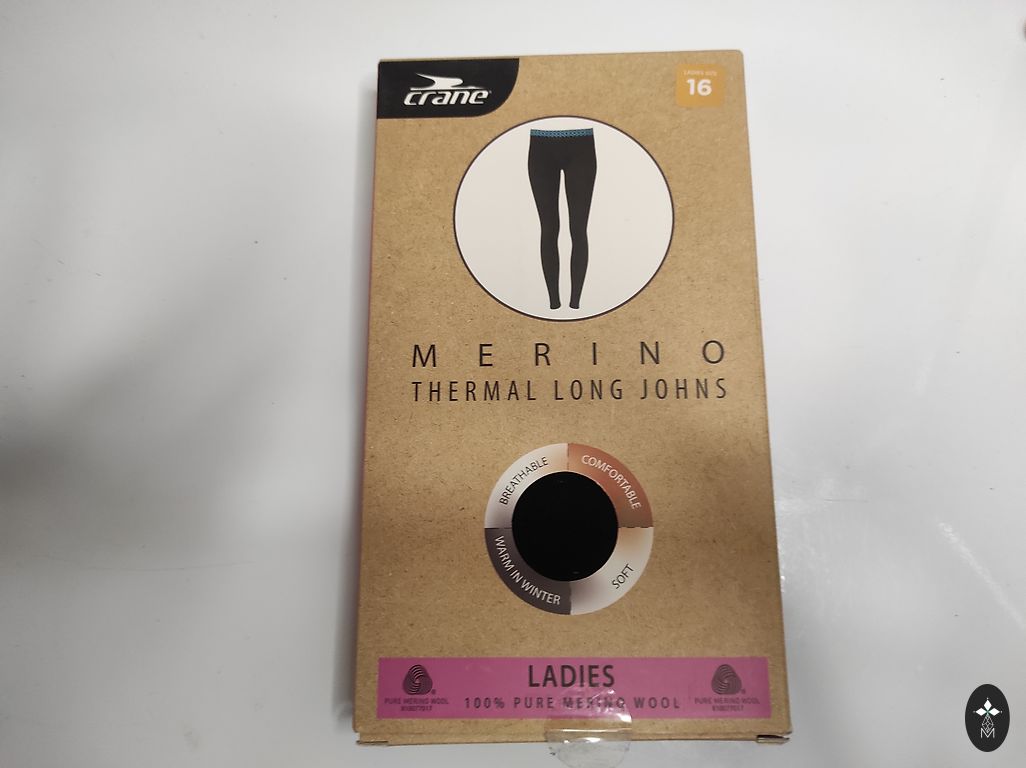 crane
LADIES SIZE
16
MERINO
THERMAL LONG JOHNS
BREATHABLE
COMFORTABLE
WARM IN WINTER
SOFT
LADIES
100% PURE MERINO WOOL
PURE MERINO WOOL
PURE MERINO WOOL
M